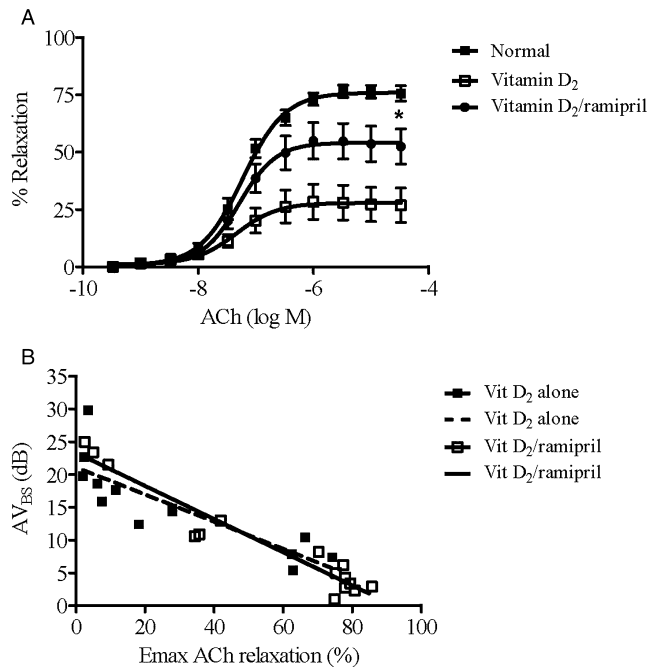 A
% Relaxation
100
75
50
25
0
*
-10
-8
-6
-4
ACh (log M)
Normal
Vitamin D₂
Vitamin D₂/ramipril
B
AV_BS (dB)
35
30
25
20
15
10
5
0
0
20
40
60
80
100
Emax ACh relaxation (%)
Vit D₂ alone
Vit D₂ alone
Vit D₂/ramipril
Vit D₂/ramipril